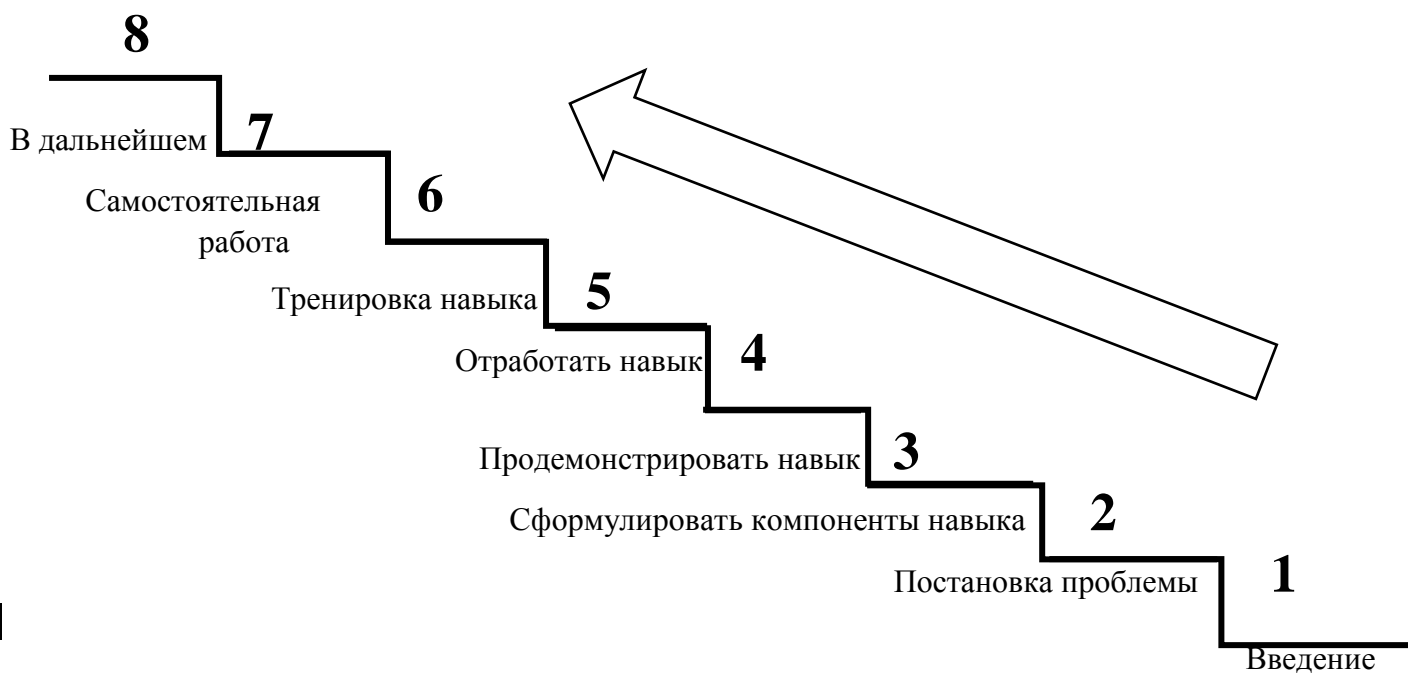 8
В дальнейшем
7
Самостоятельная
работа
6
Тренировка навыка
5
Отработать навык
4
Продемонстрировать навык
3
Сформулировать компоненты навыка
2
Постановка проблемы
1
Введение